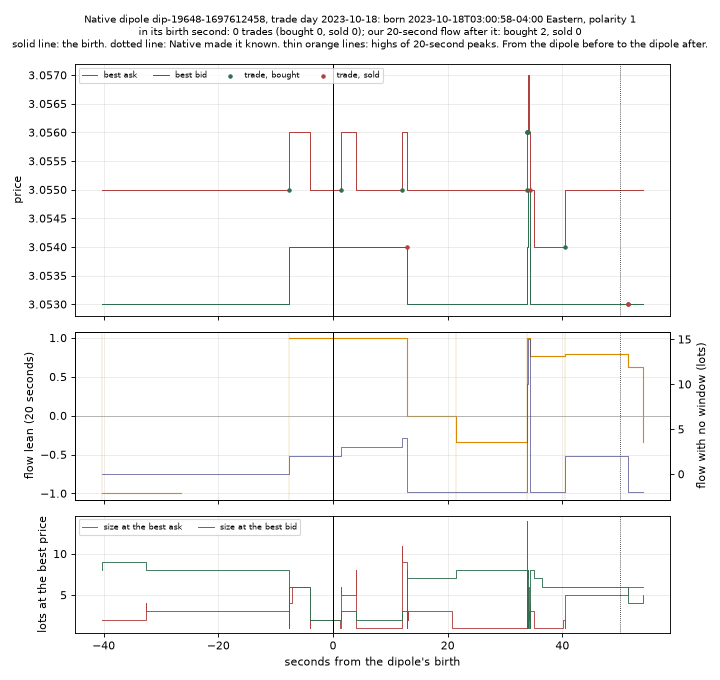 Native dipole dip-19648-1697612458, trade day 2023-10-18: born 2023-10-18T03:00:58-04:00 Eastern, polarity 1
in its birth second: 0 trades (bought 0, sold 0); our 20-second flow after it: bought 2, sold 0
solid line: the birth. dotted line: Native made it known. thin orange lines: highs of 20-second peaks. From the dipole before to the dipole after.
best ask
best bid
trade, bought
trade, sold
3.0570
3.0565
3.0560
3.0555
3.0550
3.0545
3.0540
3.0535
3.0530
price
1.0
0.5
0.0
−0.5
−1.0
flow lean (20 seconds)
15
10
5
0
flow with no window (lots)
size at the best ask
size at the best bid
10
5
lots at the best price
−40
−20
0
20
40
seconds from the dipole's birth